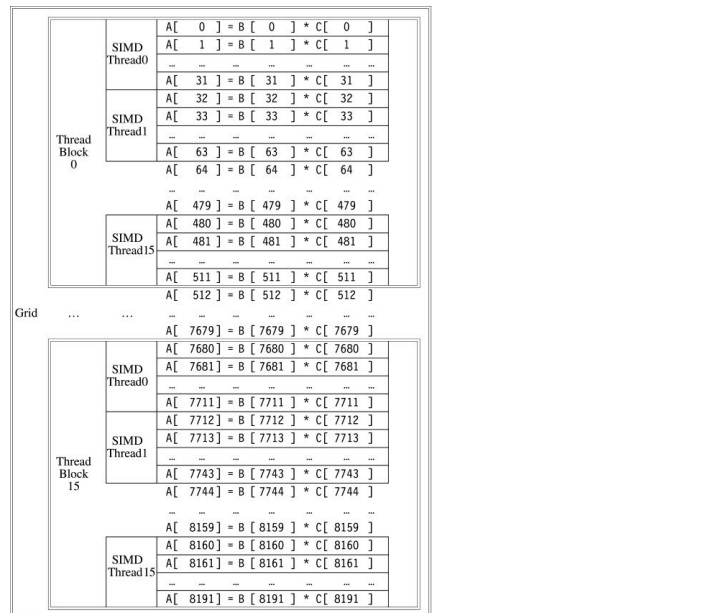 A[ 0 ] = B [ 0 ] * C[ 0 ]
SIMD
Thread0
A[ 1 ] = B [ 1 ] * C[ 1 ]
… … … … … …
A[ 31 ] = B [ 31 ] * C[ 31 ]
SIMD
Thread1
A[ 32 ] = B [ 32 ] * C[ 32 ]
A[ 33 ] = B [ 33 ] * C[ 33 ]
… … … … … …
Thread
Block
0
A[ 63 ] = B [ 63 ] * C[ 63 ]
A[ 64 ] = B [ 64 ] * C[ 64 ]
… … … … … …
A[ 479 ] = B [ 479 ] * C[ 479 ]
SIMD
Thread15
A[ 480 ] = B [ 480 ] * C[ 480 ]
A[ 481 ] = B [ 481 ] * C[ 481 ]
… … … … … …
A[ 511 ] = B [ 511 ] * C[ 511 ]
A[ 512 ] = B [ 512 ] * C[ 512 ]
Grid … … … … … … … …
A[ 7679] = B [ 7679 ] * C[ 7679 ]
SIMD
Thread0
A[ 7680] = B [ 7680 ] * C[ 7680 ]
A[ 7681] = B [ 7681 ] * C[ 7681 ]
… … … … … …
A[ 7711] = B [ 7711 ] * C[ 7711 ]
SIMD
Thread1
A[ 7712] = B [ 7712 ] * C[ 7712 ]
A[ 7713] = B [ 7713 ] * C[ 7713 ]
… … … … … …
Thread
Block
15
A[ 7743] = B [ 7743 ] * C[ 7743 ]
A[ 7744] = B [ 7744 ] * C[ 7744 ]
… … … … … …
A[ 8159] = B [ 8159 ] * C[ 8159 ]
SIMD
Thread15
A[ 8160] = B [ 8160 ] * C[ 8160 ]
A[ 8161] = B [ 8161 ] * C[ 8161 ]
… … … … … …
A[ 8191] = B [ 8191 ] * C[ 8191 ]